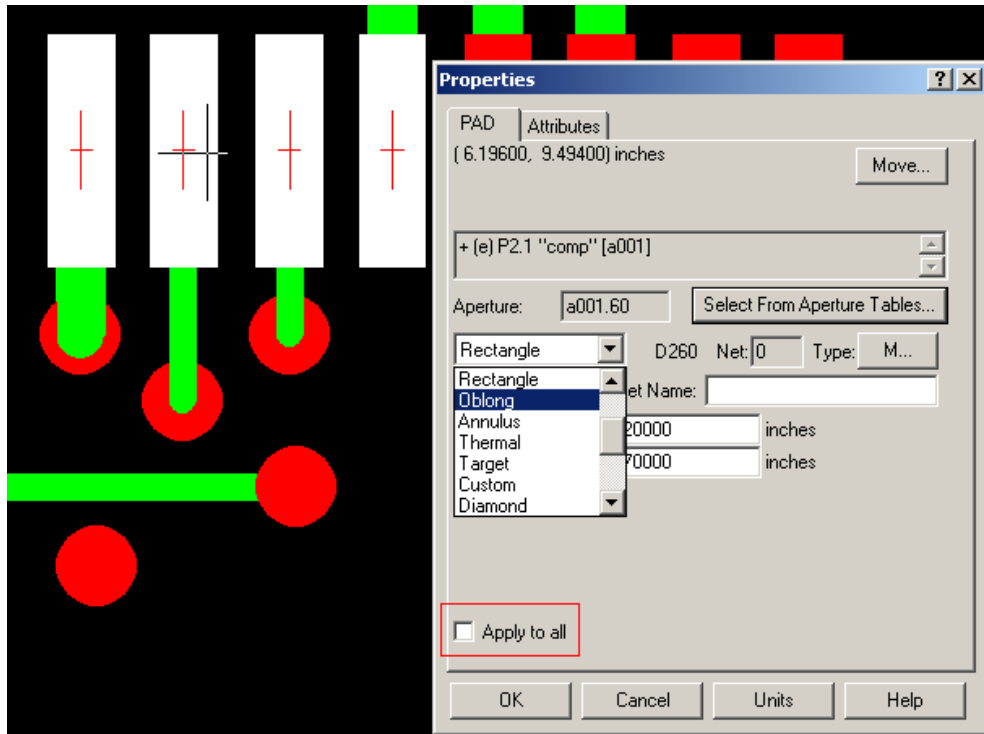 Properties
PAD Attributes
( 6.19600, 9.49400) inches
Move...
+ (e) P2.1 "comp" [a001]
Aperture: a001.60 Select From Aperture Tables...
Rectangle D260 Net: 0 Type: M...
Rectangle
Oblong et Name:
Annulus 20000 inches
Thermal
Target 70000 inches
Custom
Diamond
Apply to all
OK Cancel Units Help